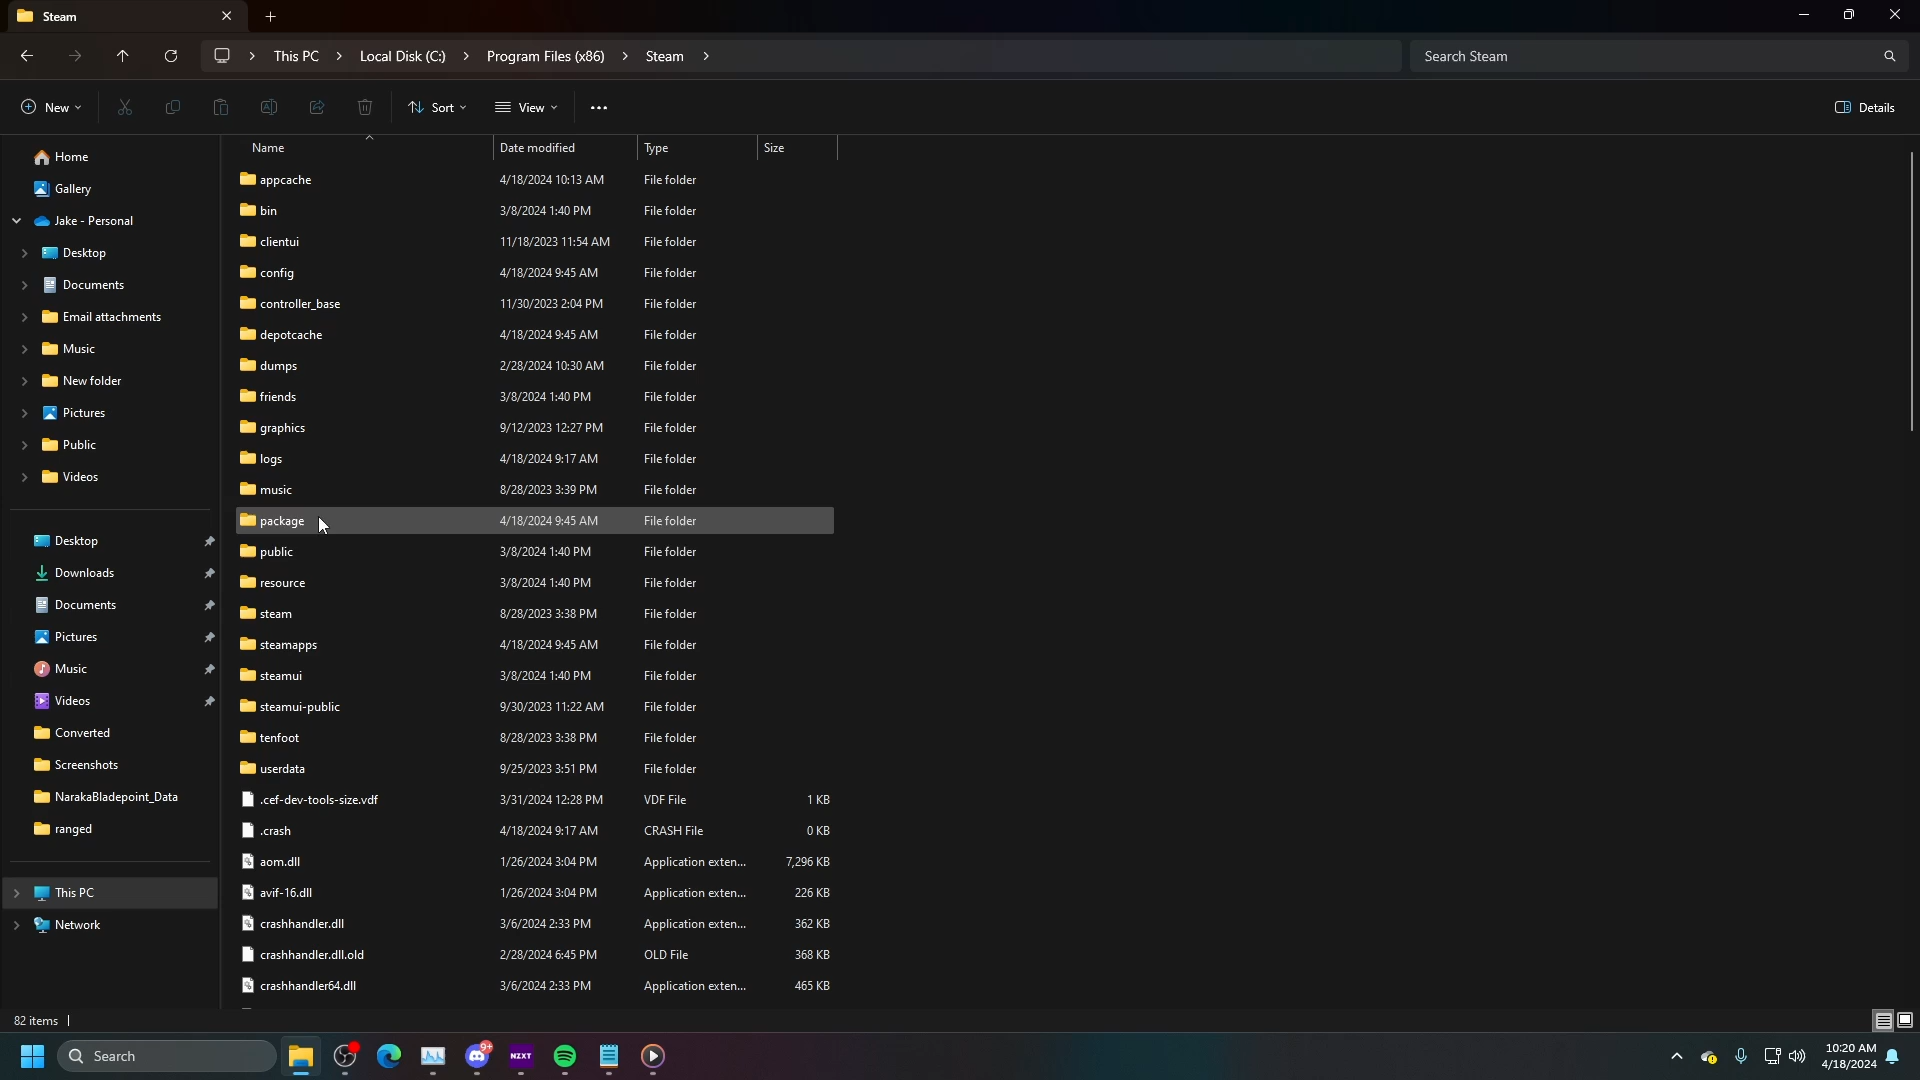 Steam
This PC > Local Disk (C:) > Program Files (x86) > Steam >
Search Steam
New
Sort
View
Details
Name Date modified Type Size
Home
Gallery
Jake - Personal
Desktop
Documents
Email attachments
Music
New folder
Pictures
Public
Videos
Desktop
Downloads
Documents
Pictures
Music
Videos
Converted
Screenshots
NarakaBladepoint_Data
ranged
This PC
Network
appcache 4/18/2024 10:13 AM File folder
bin 3/8/2024 1:40 PM File folder
clientui 11/18/2023 11:54 AM File folder
config 4/18/2024 9:45 AM File folder
controller_base 11/30/2023 2:04 PM File folder
depotcache 4/18/2024 9:45 AM File folder
dumps 2/28/2024 10:30 AM File folder
friends 3/8/2024 1:40 PM File folder
graphics 9/12/2023 12:27 PM File folder
logs 4/18/2024 9:17 AM File folder
music 8/28/2023 3:39 PM File folder
package 4/18/2024 9:45 AM File folder
public 3/8/2024 1:40 PM File folder
resource 3/8/2024 1:40 PM File folder
steam 8/28/2023 3:38 PM File folder
steamapps 4/18/2024 9:45 AM File folder
steamui 3/8/2024 1:40 PM File folder
steamui-public 9/30/2023 11:22 AM File folder
tenfoot 8/28/2023 3:38 PM File folder
userdata 9/25/2023 3:51 PM File folder
.cef-dev-tools-size.vdf 3/31/2024 12:28 PM VDF File 1 KB
.crash 4/18/2024 9:17 AM CRASH File 0 KB
aom.dll 1/26/2024 3:04 PM Application exten... 7,296 KB
avif-16.dll 1/26/2024 3:04 PM Application exten... 226 KB
crashhandler.dll 3/6/2024 2:33 PM Application exten... 362 KB
crashhandler.dll.old 2/28/2024 6:45 PM OLD File 368 KB
crashhandler64.dll 3/6/2024 2:33 PM Application exten... 465 KB
82 items
Search
9+
NZXT
10:20 AM
4/18/2024